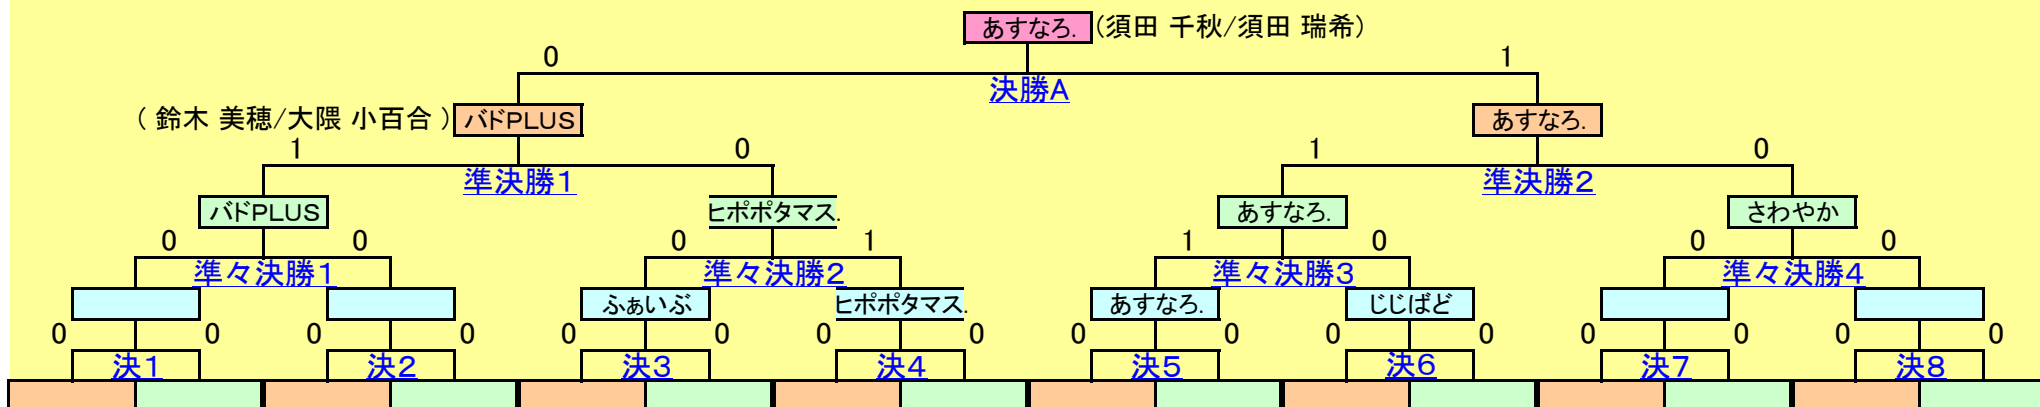 あすなろ. (須田 千秋/須田 瑞希)
0 1
決勝A
( 鈴木 美穂/大隈 小百合 ) バドPLUS あすなろ.
1 0 1 0
準決勝1 準決勝2
バドPLUS ヒポポタマス. あすなろ. さわやか
0 0 0 1 1 0 0 0
準々決勝1 準々決勝2 準々決勝3 準々決勝4
ふぁいぶ ヒポポタマス. あすなろ. じじばど
0 0 0 0 0 0 0 0 0 0 0 0 0 0 0 0
決1 決2 決3 決4 決5 決6 決7 決8